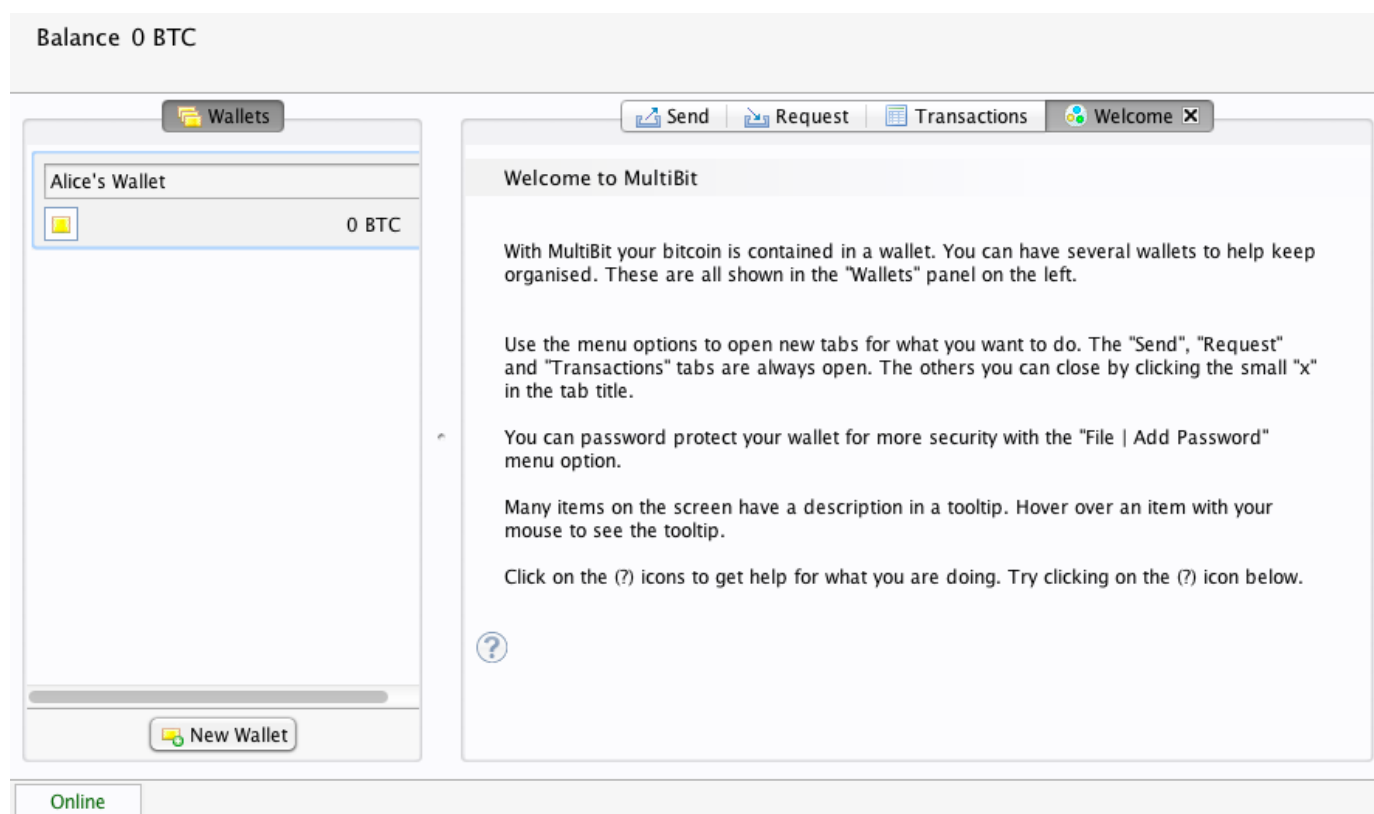 Balance 0 BTC
Wallets
Alice's Wallet
0 BTC
New Wallet
Send Request Transactions Welcome
Welcome to MultiBit
With MultiBit your bitcoin is contained in a wallet. You can have several wallets to help keep
organised. These are all shown in the "Wallets" panel on the left.
Use the menu options to open new tabs for what you want to do. The "Send", "Request"
and "Transactions" tabs are always open. The others you can close by clicking the small "x"
in the tab title.
You can password protect your wallet for more security with the "File | Add Password"
menu option.
Many items on the screen have a description in a tooltip. Hover over an item with your
mouse to see the tooltip.
Click on the (?) icons to get help for what you are doing. Try clicking on the (?) icon below.
?
Online